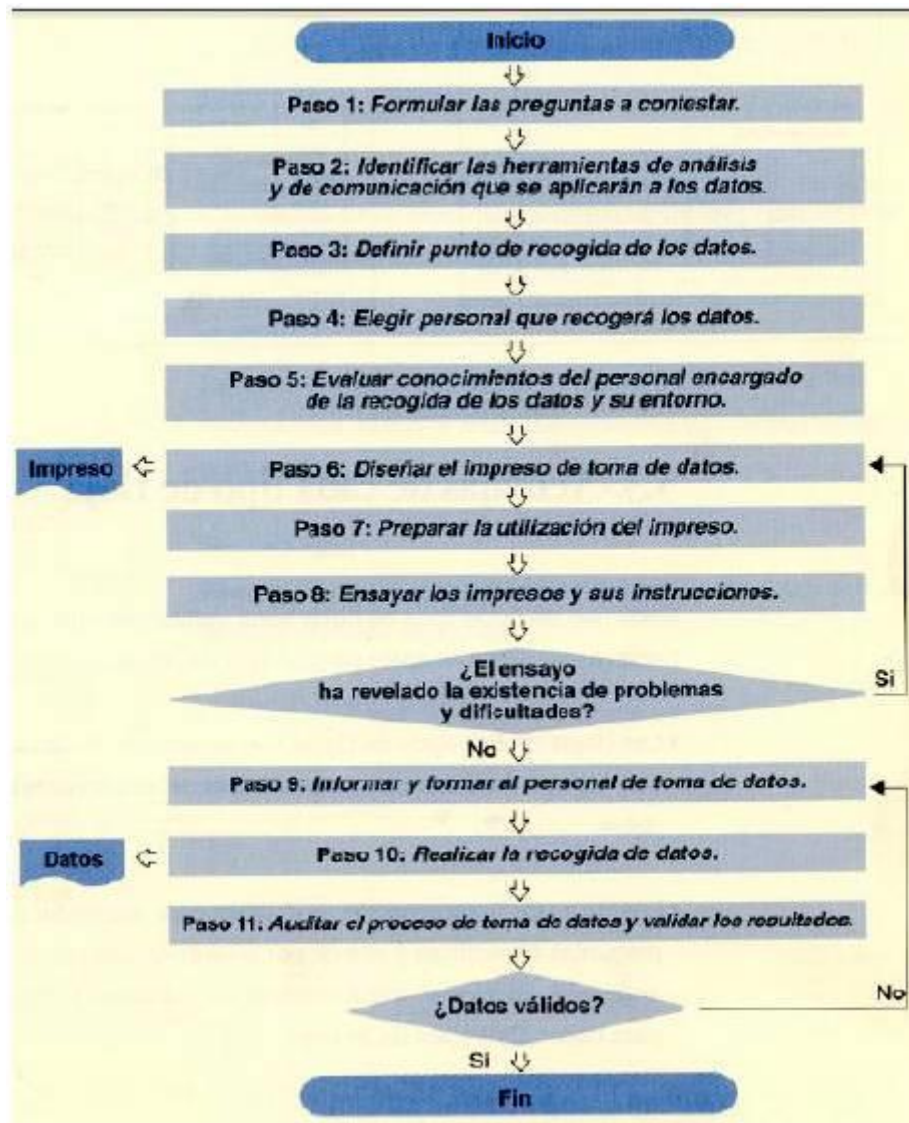 Inicio
Paso 1: Formular las preguntas a contestar.
Paso 2: Identificar las herramientas de análisis
y de comunicación que se aplicarán a los datos.
Paso 3: Definir punto de recogida de los datos.
Paso 4: Elegir personal que recogerá los datos.
Paso 5: Evaluar conocimientos del personal encargado
de la recogida de los datos y su entorno.
Impreso
Paso 6: Diseñar el impreso de toma de datos.
Paso 7: Preparar la utilización del impreso.
Paso 8: Ensayar los impresos y sus instrucciones.
¿El ensayo
ha revelado la existencia de problemas
y dificultades?
Si
No
Paso 9: Informar y formar al personal de toma de datos.
Datos
Paso 10: Realizar la recogida de datos.
Paso 11: Auditar el proceso de toma de datos y validar los resultados.
¿Datos válidos?
No
Si
Fin